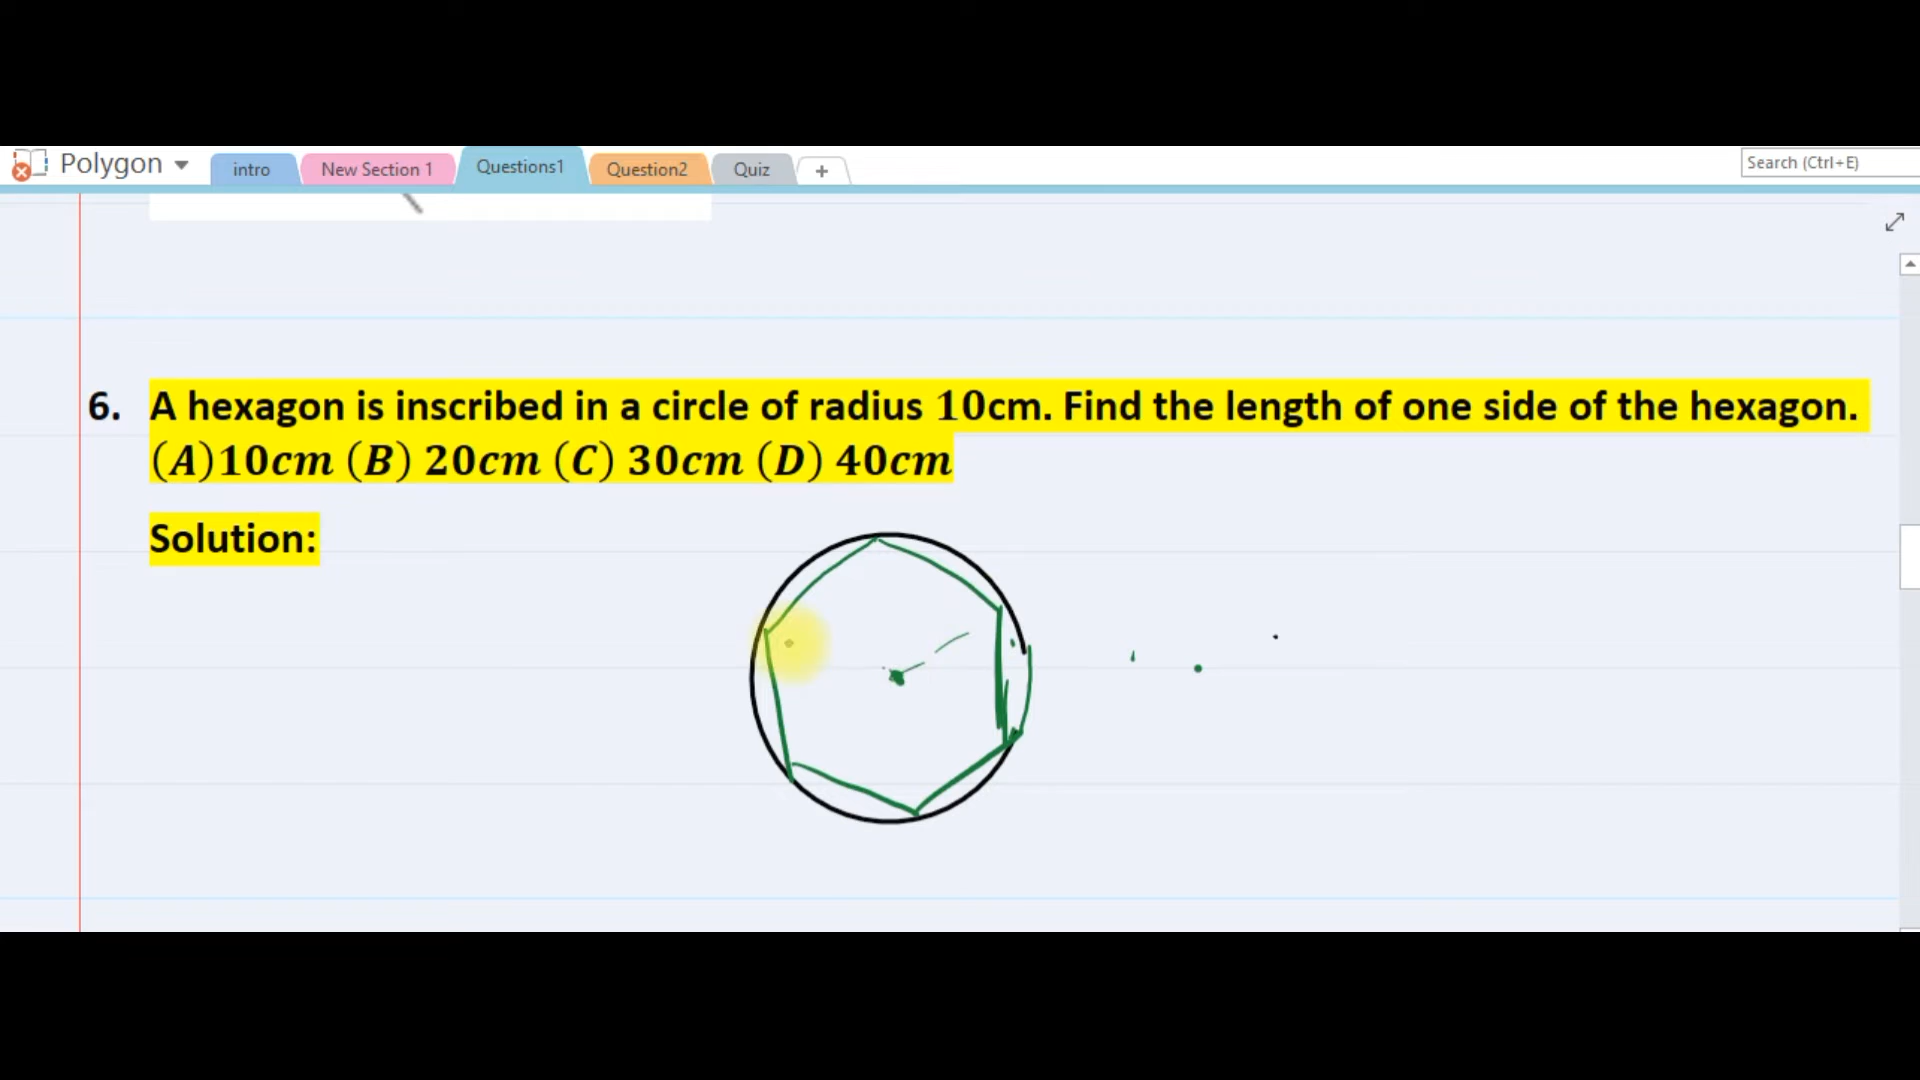 Polygon
intro New Section 1 Questions1 Question2 Quiz +
Search (Ctrl+E)
6. A hexagon is inscribed in a circle of radius 10cm. Find the length of one side of the hexagon.
(A)10cm (B) 20cm (C) 30cm (D) 40cm
Solution: